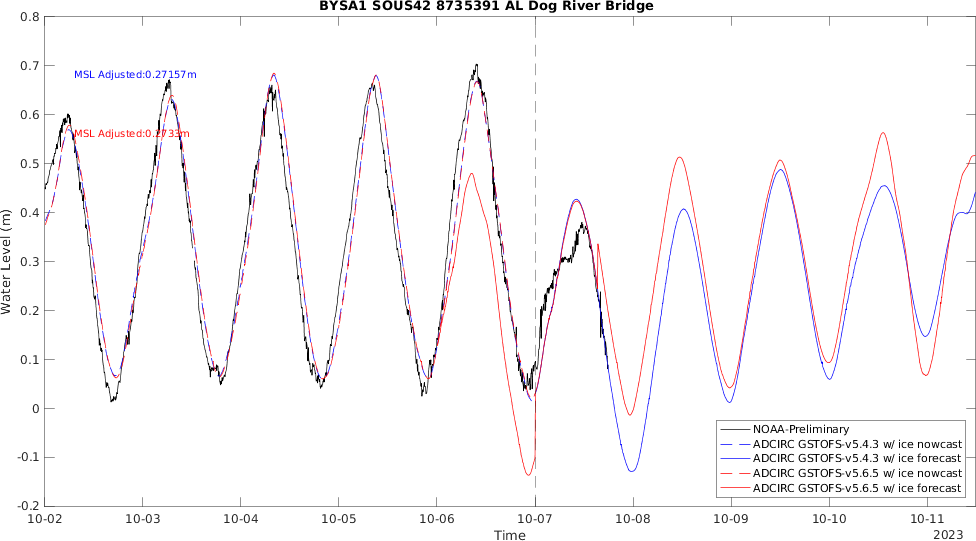 BYSA1 SOUS42 8735391 AL Dog River Bridge
0.8
0.7
0.6
0.5
0.4
0.3
0.2
0.1
0
-0.1
-0.2
Water Level (m)
MSL Adjusted:0.27157m
MSL Adjusted:0.2733m
NOAA-Preliminary
ADCIRC GSTOFS-v5.4.3 w/ ice nowcast
ADCIRC GSTOFS-v5.4.3 w/ ice forecast
ADCIRC GSTOFS-v5.6.5 w/ ice nowcast
ADCIRC GSTOFS-v5.6.5 w/ ice forecast
10-02 10-03 10-04 10-05 10-06 10-07 10-08 10-09 10-10 10-11
Time
2023